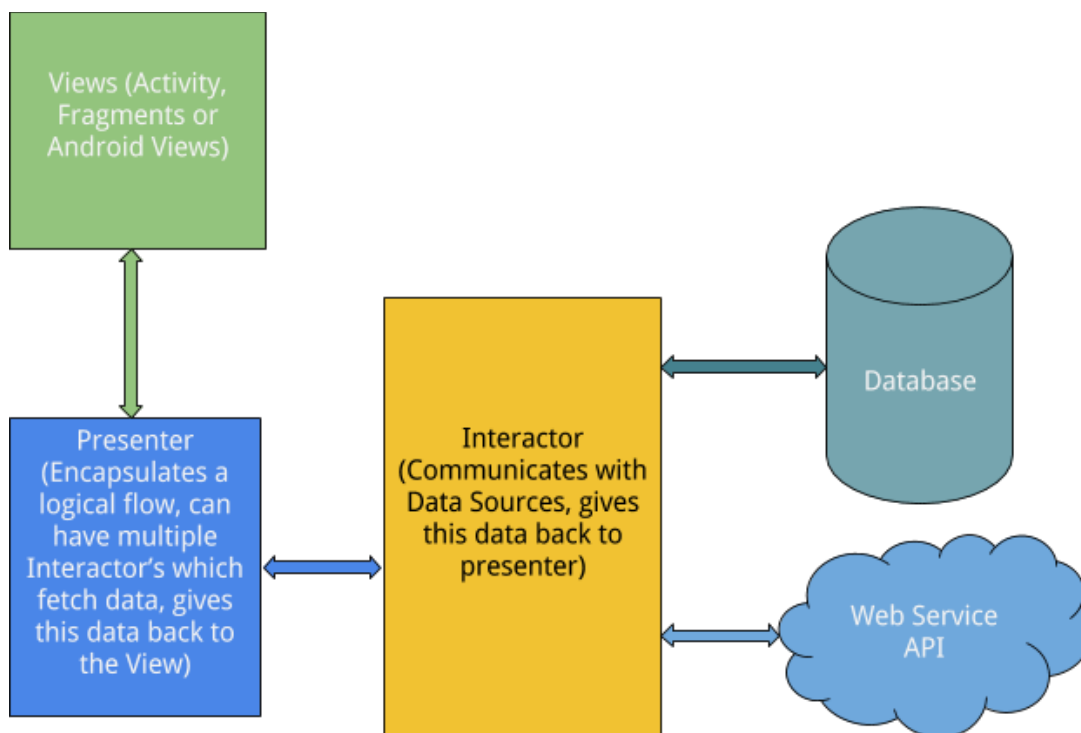 Views (Activity,
Fragments or
Android Views)
Presenter
(Encapsulates a
logical flow, can
have multiple
Interactor's which
fetch data, gives
this data back to
the View)
Interactor
(Communicates with
Data Sources, gives
this data back to
presenter)
Database
Web Service
API